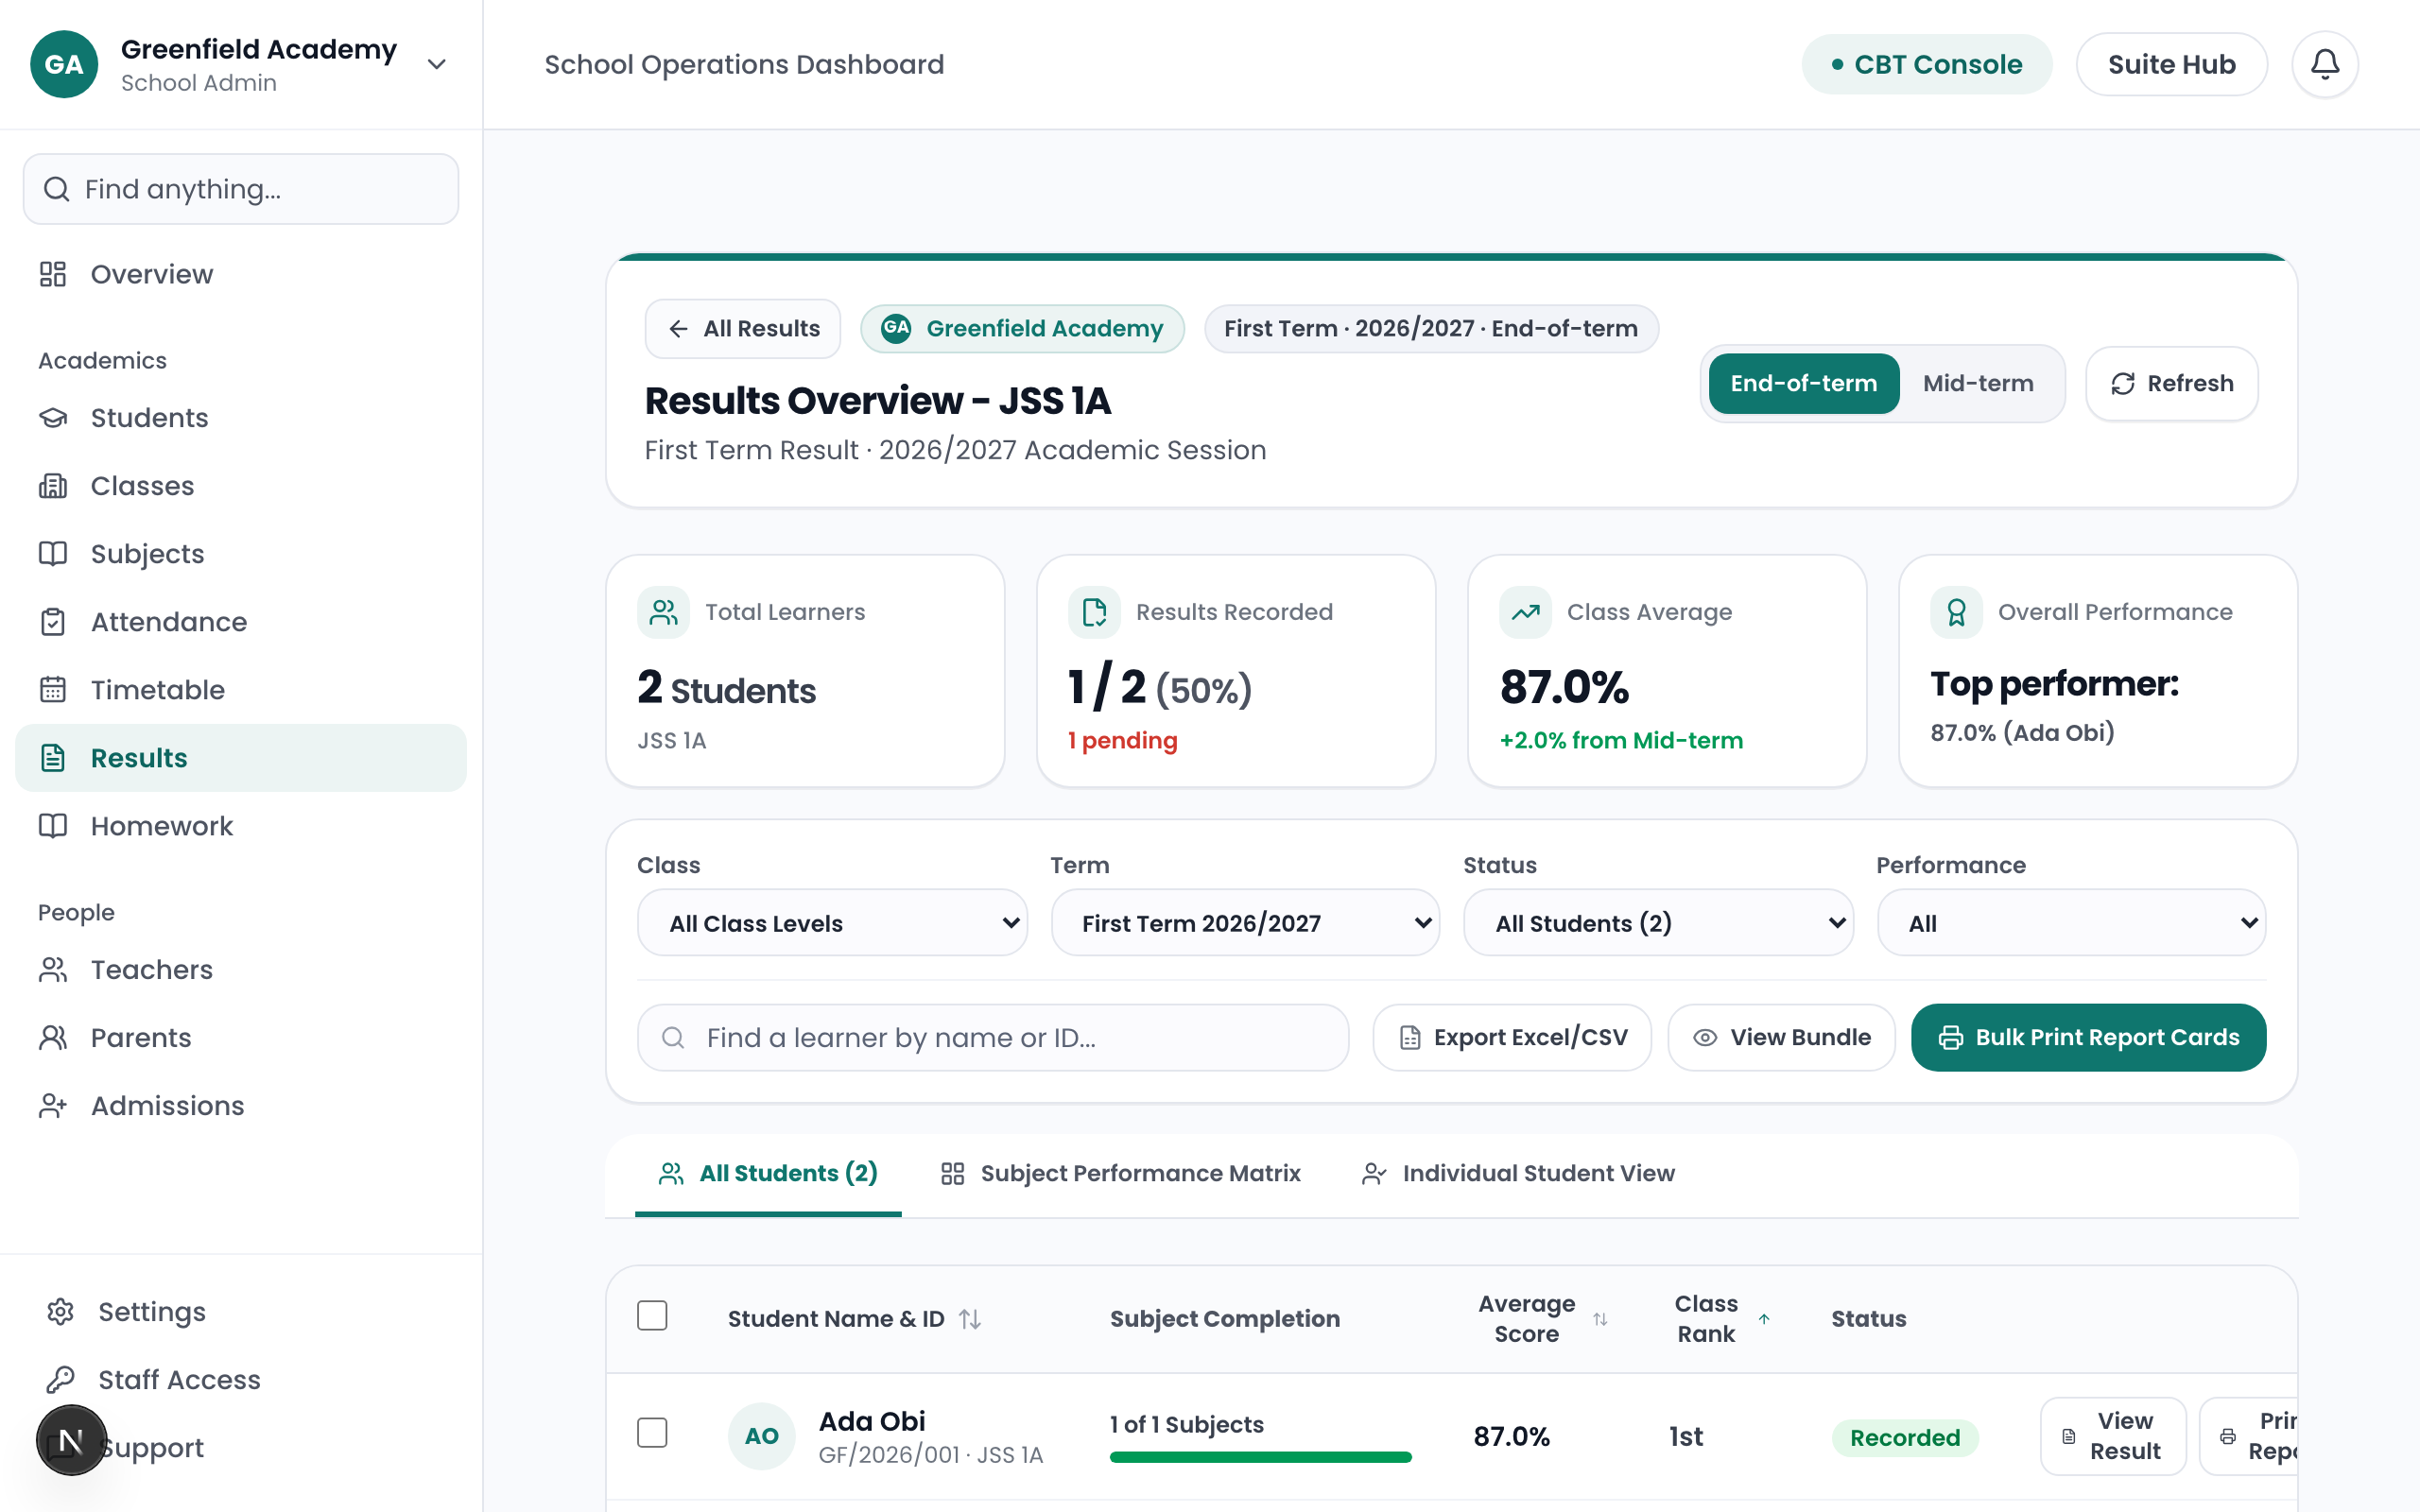 GA
Greenfield Academy
School Admin
School Operations Dashboard
CBT Console
Suite Hub
Find anything...
Overview
Academics
Students
Classes
Subjects
Attendance
Timetable
Results
Homework
People
Teachers
Parents
Admissions
Settings
Staff Access
Support
N
All Results
GA Greenfield Academy
First Term · 2026/2027 · End-of-term
Results Overview - JSS 1A
First Term Result · 2026/2027 Academic Session
End-of-term
Mid-term
Refresh
Total Learners
2 Students
JSS 1A
Results Recorded
1 / 2 (50%)
1 pending
Class Average
87.0%
+2.0% from Mid-term
Overall Performance
Top performer:
87.0% (Ada Obi)
Class
All Class Levels
Term
First Term 2026/2027
Status
All Students (2)
Performance
All
Find a learner by name or ID...
Export Excel/CSV
View Bundle
Bulk Print Report Cards
All Students (2)
Subject Performance Matrix
Individual Student View
Student Name & ID
Subject Completion
Average
Score
Class
Rank
Status
AO
Ada Obi
GF/2026/001 · JSS 1A
1 of 1 Subjects
87.0%
1st
Recorded
View
Result